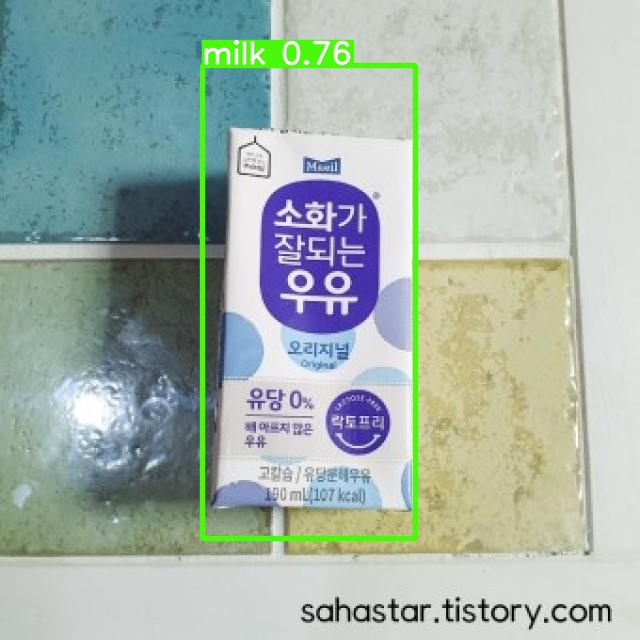 milk 0.76
Maeil
소화가
잘되는
우유
오리지널
Original
유당 0%
배 아프지 않은
우유
LACTOSE FREE
락토프리
고칼슘 / 유당분해우유
190 mL(107 kcal)
sahastar.tistory.com